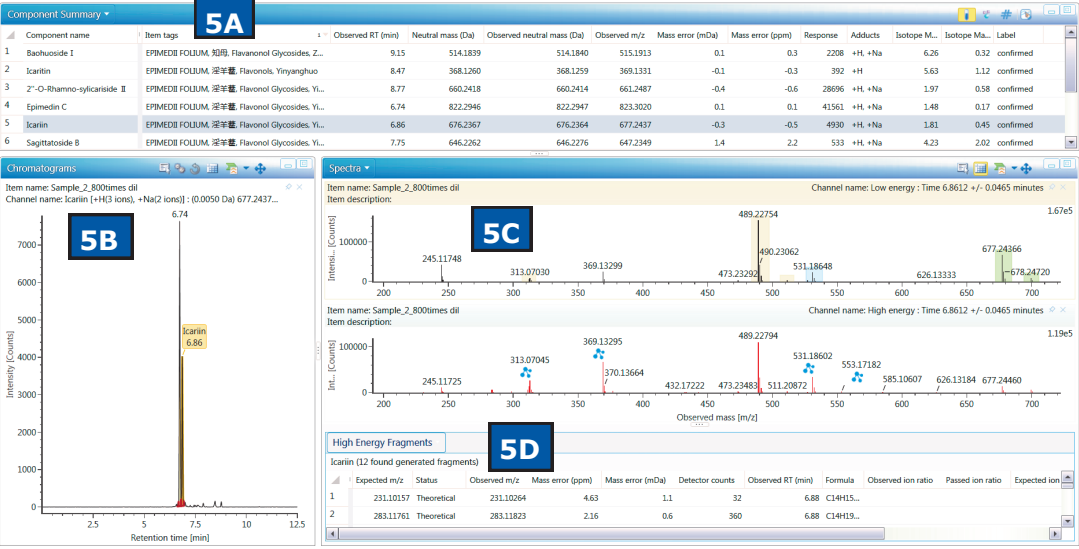 Component Summary
5A
Component name Item tags 1 Observed RT (min) Neutral mass (Da) Observed neutral mass (Da) Observed m/z Mass error (mDa) Mass error (ppm) Response Adducts Isotope M... Isotope Ma... Label
1 Baohuoside I EPIMEDII FOLIUM, 知母, Flavanonol Glycosides, Z... 9.15 514.1839 514.1840 515.1913 0.1 0.3 2208 +H, +Na 6.26 0.32 confirmed
2 Icaritin EPIMEDII FOLIUM, 淫羊藿, Flavonols, Yinyanghuo 8.47 368.1260 368.1259 369.1331 -0.1 -0.3 392 +H 5.63 1.12 confirmed
3 2"-O-Rhamno-sylicariside Ⅱ EPIMEDII FOLIUM, 淫羊藿, Flavonol Glycosides, Yi... 8.77 660.2418 660.2414 661.2487 -0.4 -0.6 28696 +H, +Na 1.97 0.58 confirmed
4 Epimedin C EPIMEDII FOLIUM, 淫羊藿, Flavonol Glycosides, Yi... 6.74 822.2946 822.2947 823.3020 0.1 0.1 41561 +H, +Na 1.48 0.17 confirmed
5 Icariin EPIMEDII FOLIUM, 淫羊藿, Flavonol Glycosides, Yi... 6.86 676.2367 676.2364 677.2437 -0.3 -0.5 4930 +H, +Na 1.81 0.45 confirmed
6 Sagittatoside B EPIMEDII FOLIUM, 淫羊藿, Flavonol Glycosides, Yi... 7.75 646.2262 646.2276 647.2349 1.4 2.2 533 +H, +Na 4.23 2.02 confirmed
Chromatograms
Item name: Sample_2_800times dil
Channel name: Icariin [+H(3 ions), +Na(2 ions)] : (0.0050 Da) 677.2437...
5B
6.74
Icariin
6.86
Intensity [Counts]
7000
6000
5000
4000
3000
2000
1000
0
2.5 5 7.5 10 12.5
Retention time [min]
Spectra
Item name: Sample_2_800times dil Channel name: Low energy : Time 6.8612 +/- 0.0465 minutes
Item description:
1.67e5
5C
Intensi... [Counts]
100000
0
245.11748 313.07030 369.13299 473.23292 489.22754 490.23062 531.18648 626.13333 677.24366 678.24720
200 250 300 350 400 450 500 550 600 650 700
Item name: Sample_2_800times dil Channel name: High energy : Time 6.8612 +/- 0.0465 minutes
Item description:
1.19e5
Int... [Counts]
100000
0
245.11725 313.07045 369.13295 370.13664 432.17222 473.23483 489.22794 511.20872 531.18602 553.17182 585.10607 626.13184 677.24460
200 250 300 350 400 450 500 550 600 650 700
Observed mass [m/z]
High Energy Fragments
5D
Icariin (12 found generated fragments)
Expected m/z Status Observed m/z Mass error (ppm) Mass error (mDa) Detector counts Observed RT (min) Formula Observed ion ratio Passed ion ratio Expected ion
1 231.10157 Theoretical 231.10264 4.63 1.1 32 6.88 C14H15...
2 283.11761 Theoretical 283.11823 2.16 0.6 360 6.88 C14H19...